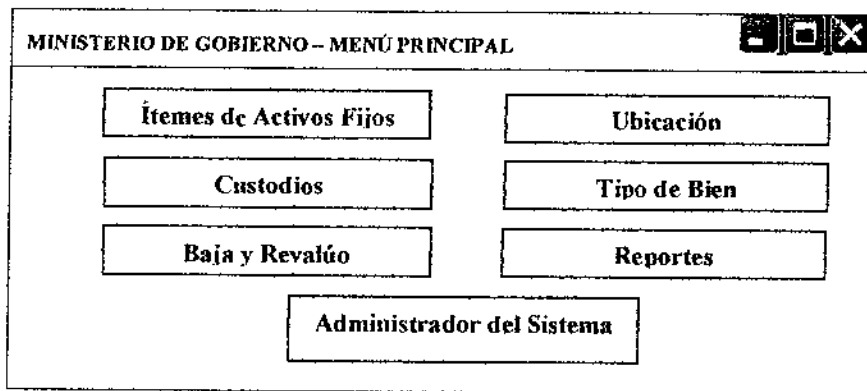 MINISTERIO DE GOBIERNO – MENÚ PRINCIPAL
Ítemes de Activos Fijos
Ubicación
Custodios
Tipo de Bien
Baja y Revalúo
Reportes
Administrador del Sistema